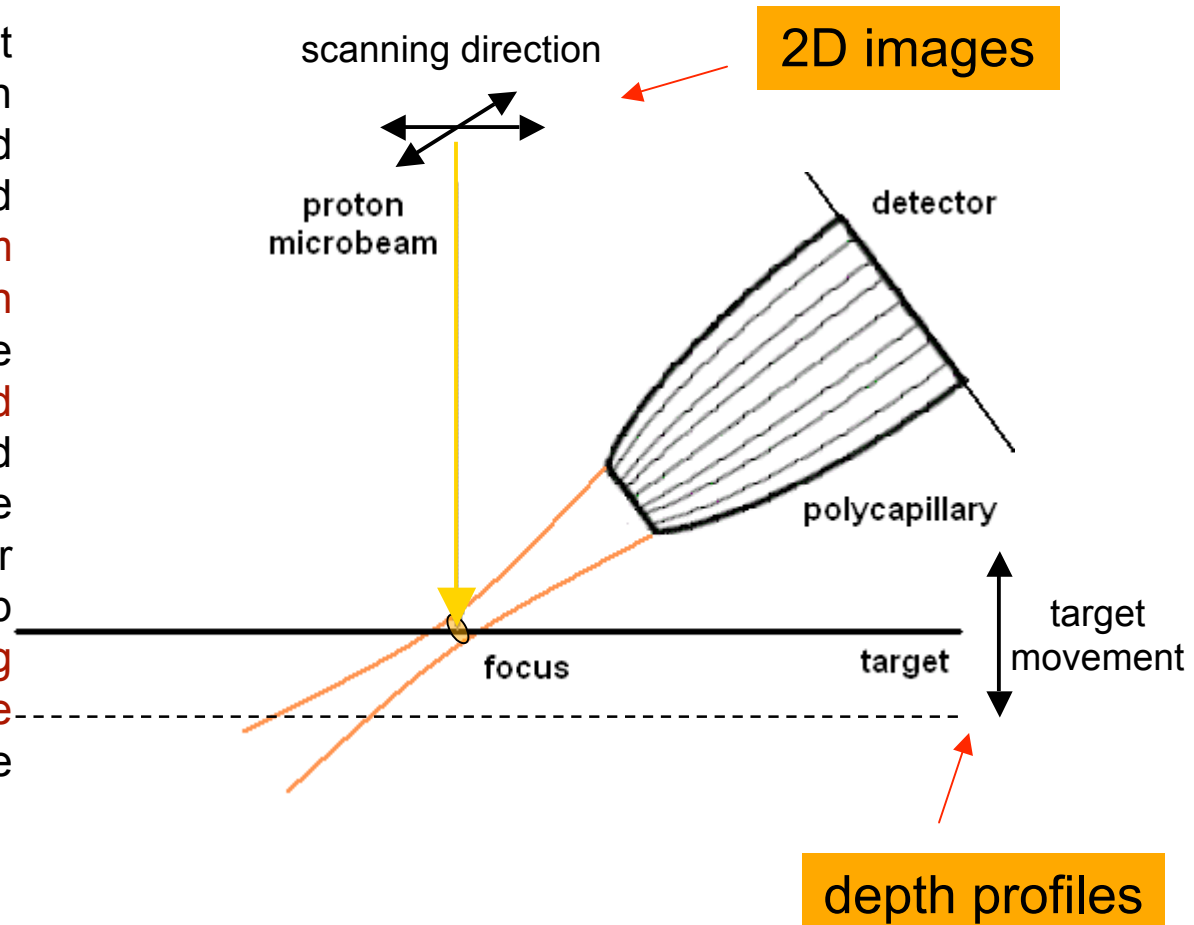 scanning direction
2D images
proton
microbeam
detector
polycapillary
target
movement
focus
target
depth profiles